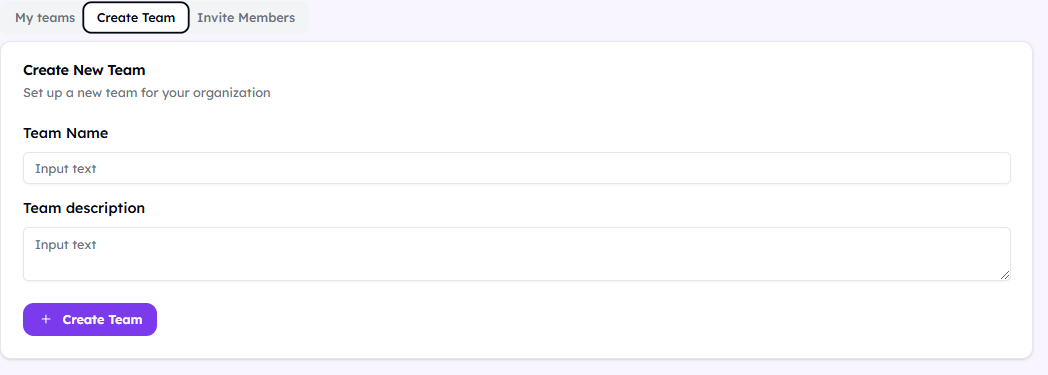 My teams Create Team Invite Members
Create New Team
Set up a new team for your organization
Team Name
Input text
Team description
Input text
+ Create Team